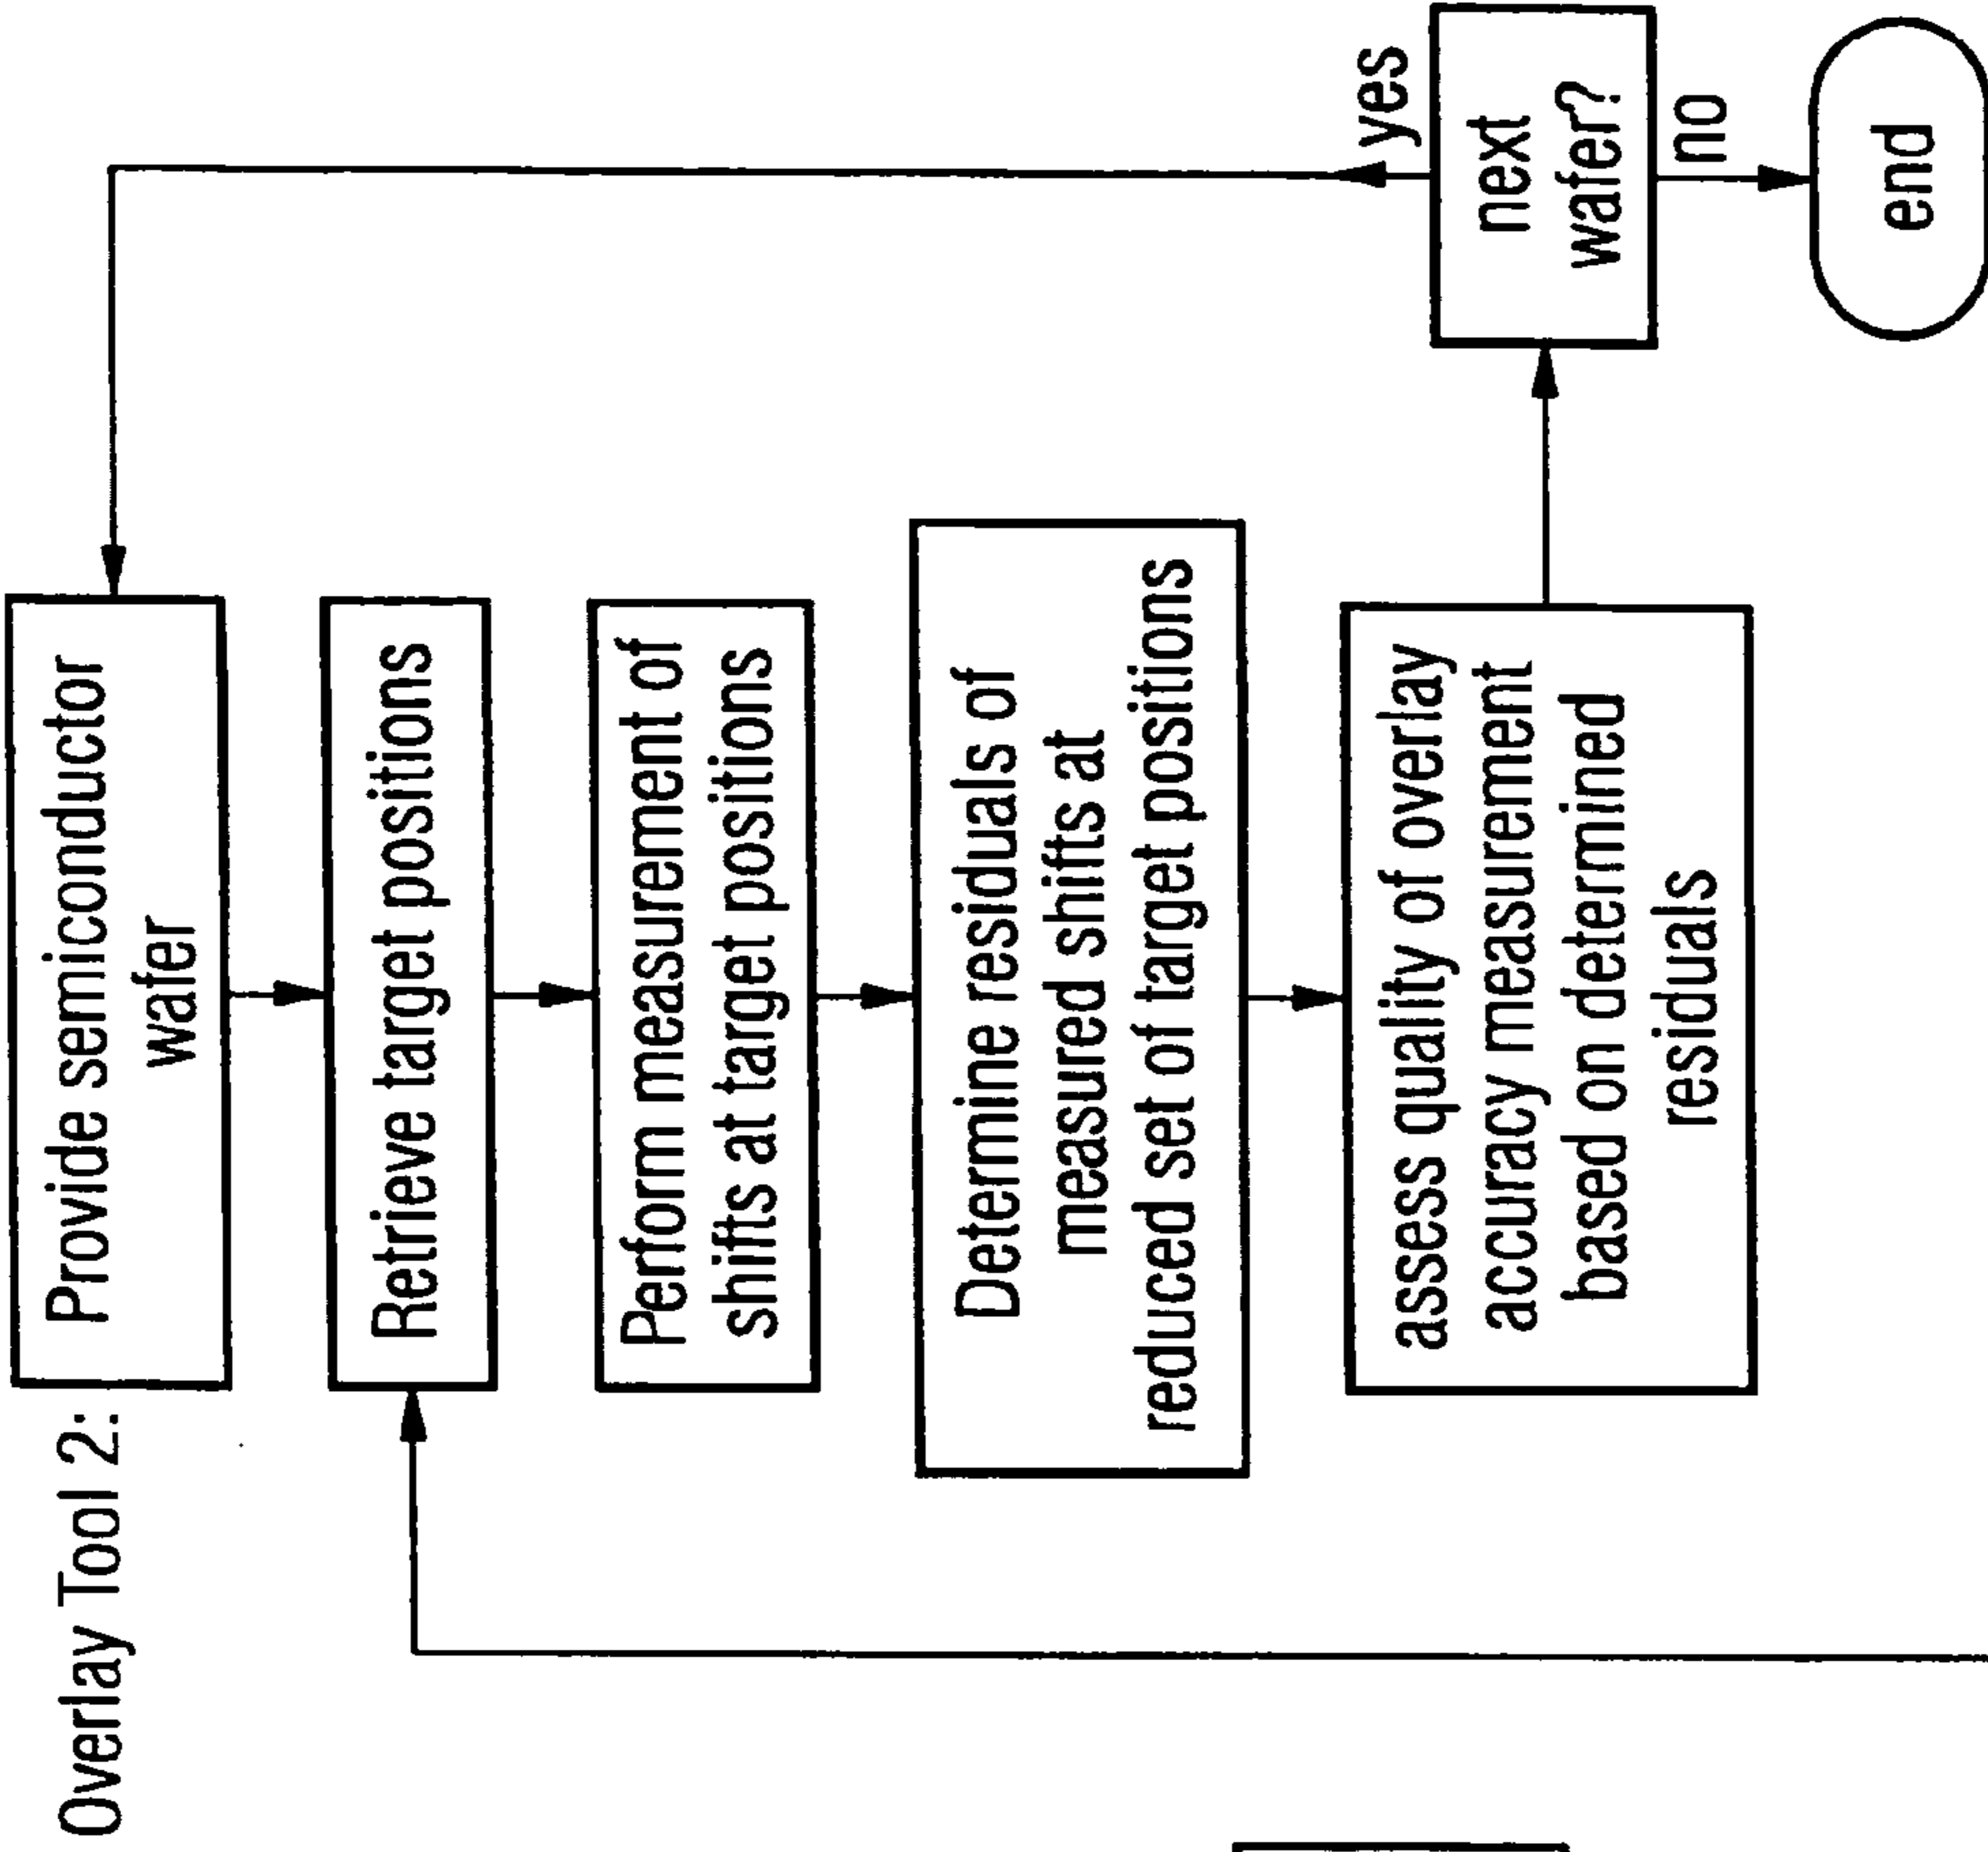 Overlay Tool 2:
Provide semiconductor
wafer
Retrieve target positions
Perform measurement of
shifts at target positions
Determine residuals of
measured shifts at
reduced set of target positions
assess quality of overlay
accuracy measurement
based on determined
residuals
next
wafer?
yes
no
end